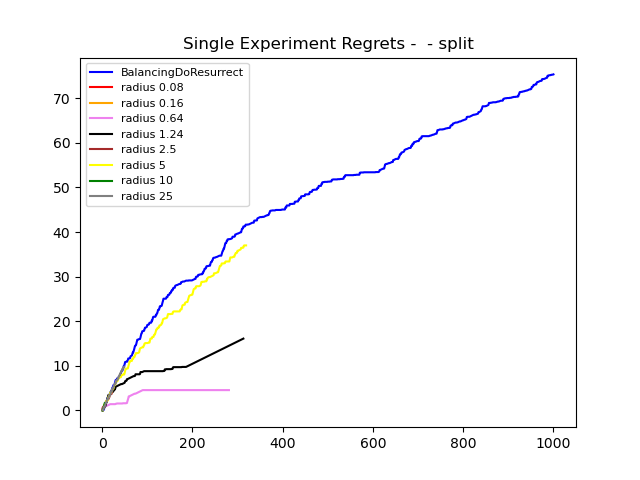 Single Experiment Regrets -  - split
BalancingDoResurrect
radius 0.08
radius 0.16
radius 0.64
radius 1.24
radius 2.5
radius 5
radius 10
radius 25
70
60
50
40
30
20
10
0
0 200 400 600 800 1000